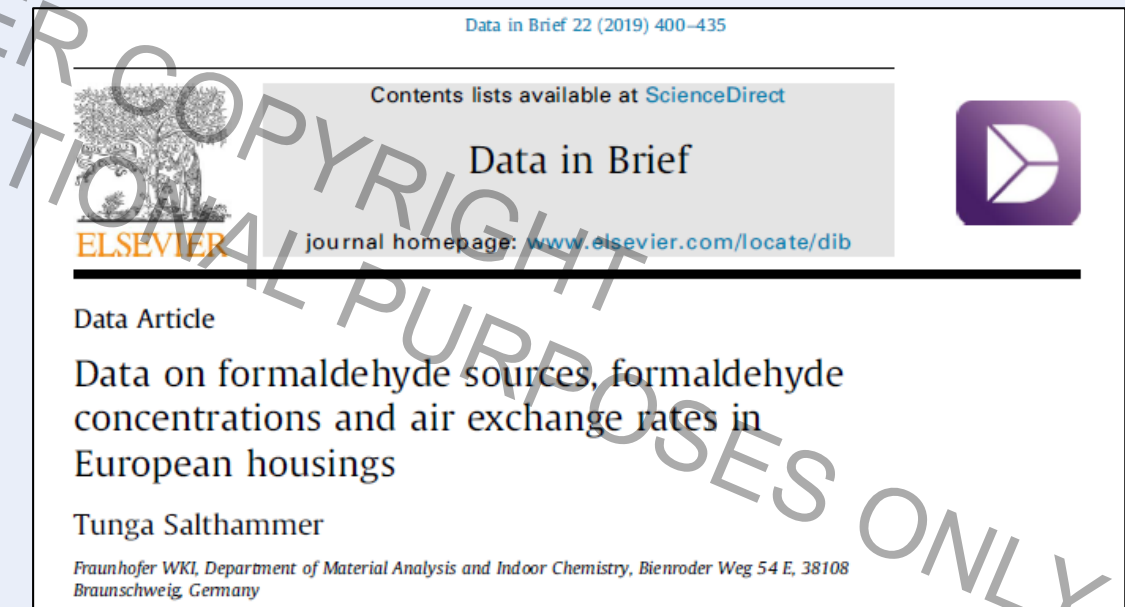 Data in Brief 22 (2019) 400–435
Contents lists available at ScienceDirect
Data in Brief
ELSEVIER
journal homepage: www.elsevier.com/locate/dib
Data Article
Data on formaldehyde sources, formaldehyde
concentrations and air exchange rates in
European housings
Tunga Salthammer
Fraunhofer WKI, Department of Material Analysis and Indoor Chemistry, Bienroder Weg 54 E, 38108
Braunschweig, Germany
COPYRIGHT
PURPOSES ONLY